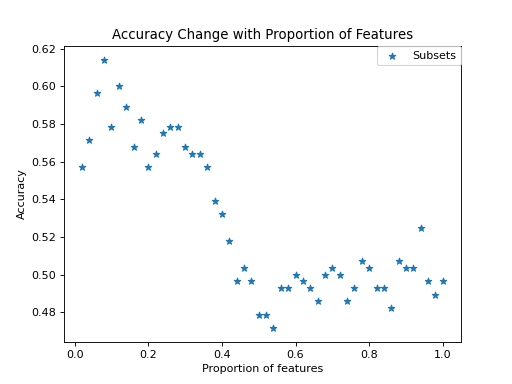 Accuracy Change with Proportion of Features
Subsets
0.62
0.60
0.58
0.56
0.54
0.52
0.50
0.48
Accuracy
0.0 0.2 0.4 0.6 0.8 1.0
Proportion of features